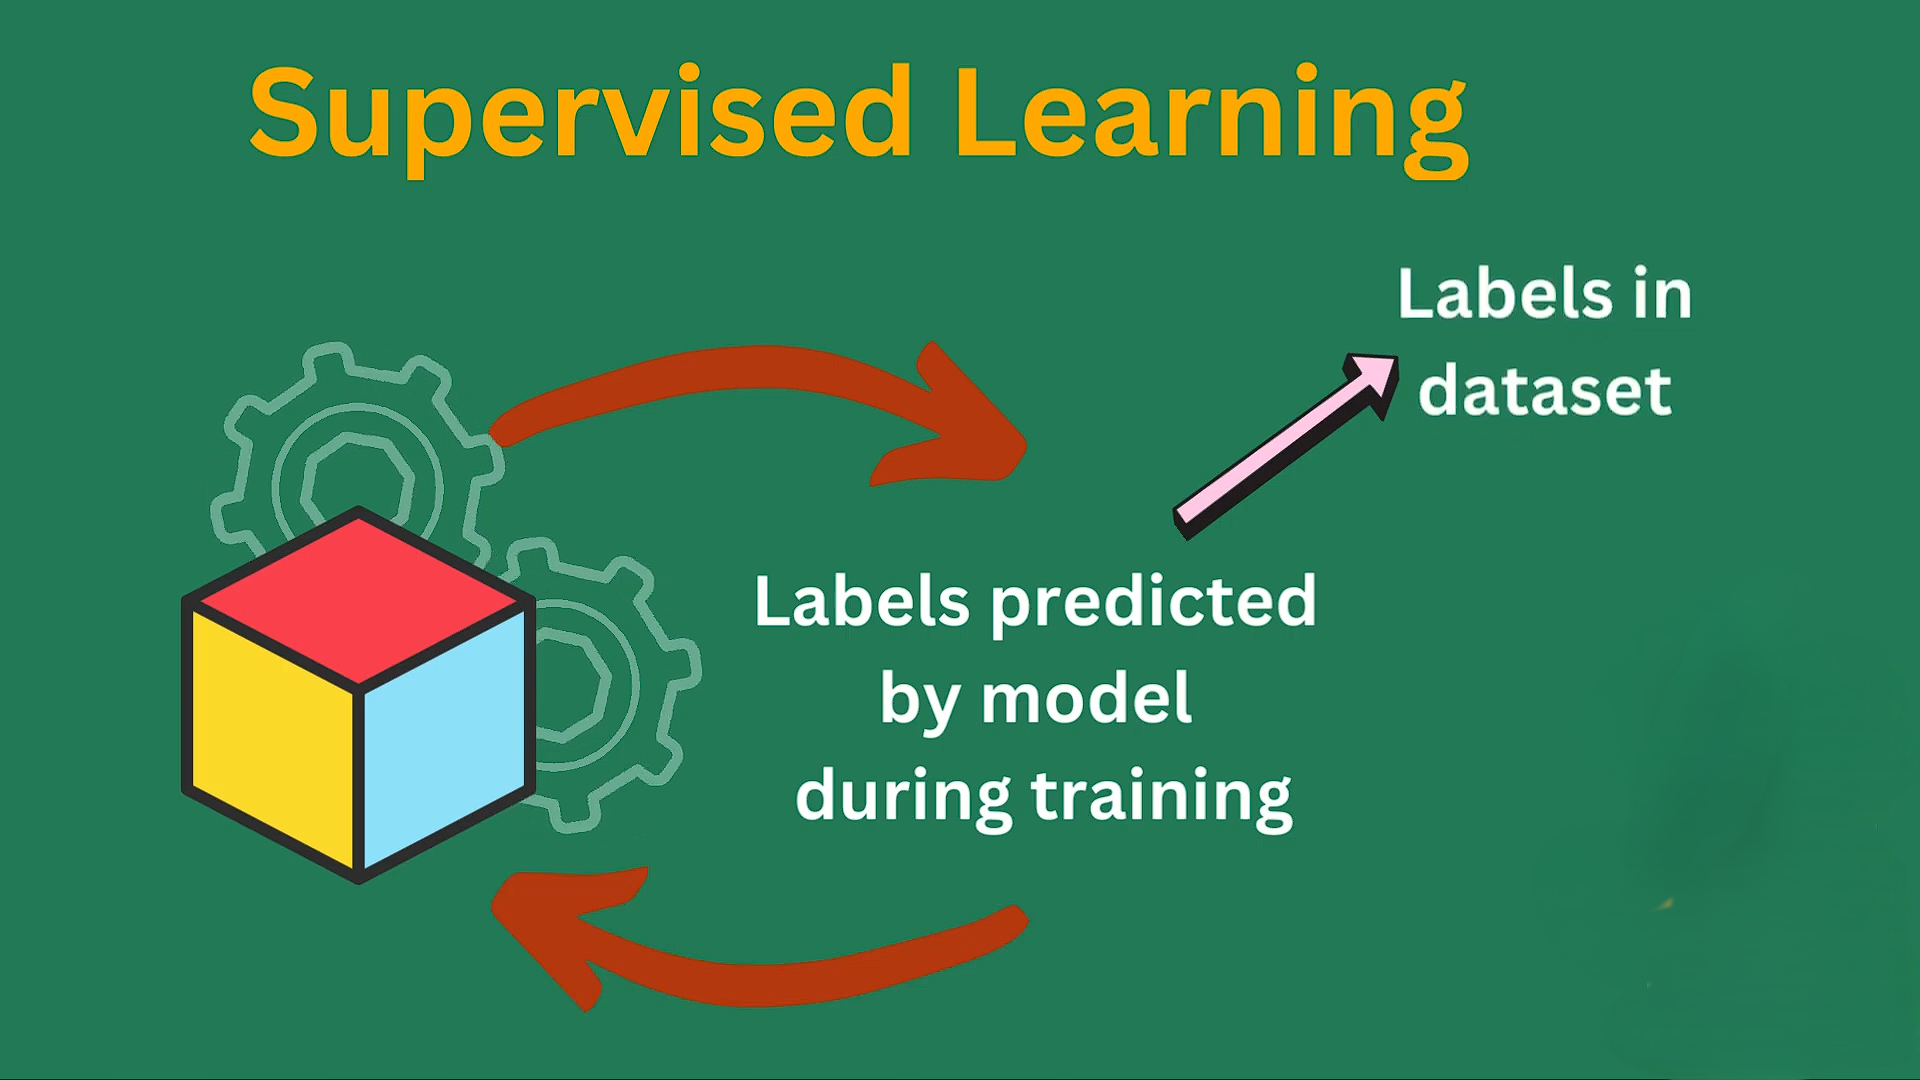 Supervised Learning
Labels in
dataset
Labels predicted
by model
during training